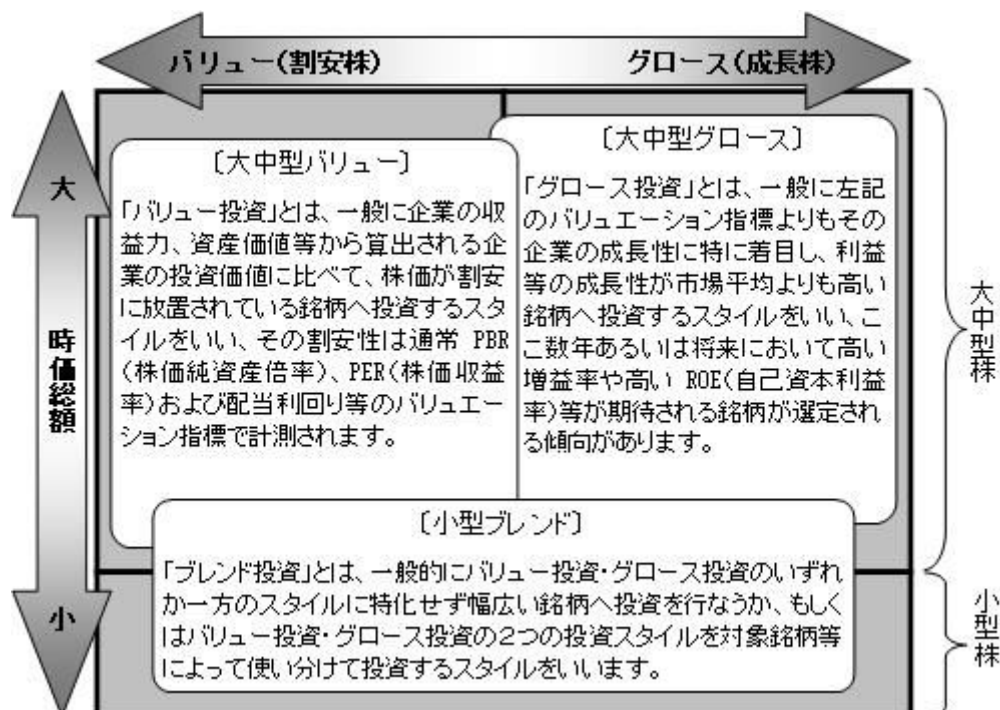 バリュー(割安株)
グロース(成長株)
大
時価総額
小
〔大中型バリュー〕
「バリュー投資」とは、一般に企業の収
益力、資産価値等から算出される企
業の投資価値に比べて、株価が割安
に放置されている銘柄へ投資するスタ
イルをいい、その割安性は通常 PBR
(株価純資産倍率)、PER(株価収益
率)および配当利回り等のバリュエー
ション指標で計測されます。
〔大中型グロース〕
「グロース投資」とは、一般に左記
のバリュエーション指標よりもその
企業の成長性に特に着目し、利益
等の成長性が市場平均よりも高い
銘柄へ投資するスタイルをいい、こ
こ数年あるいは将来において高い
増益率や高い ROE(自己資本利益
率)等が期待される銘柄が選定され
る傾向があります。
〔小型ブレンド〕
「ブレンド投資」とは、一般的にバリュー投資・グロース投資のいずれ
か一方のスタイルに特化せず幅広い銘柄へ投資を行なうか、もしく
はバリュー投資・グロース投資の2つの投資スタイルを対象銘柄等
によって使い分けて投資するスタイルをいいます。
大中型株
小型株